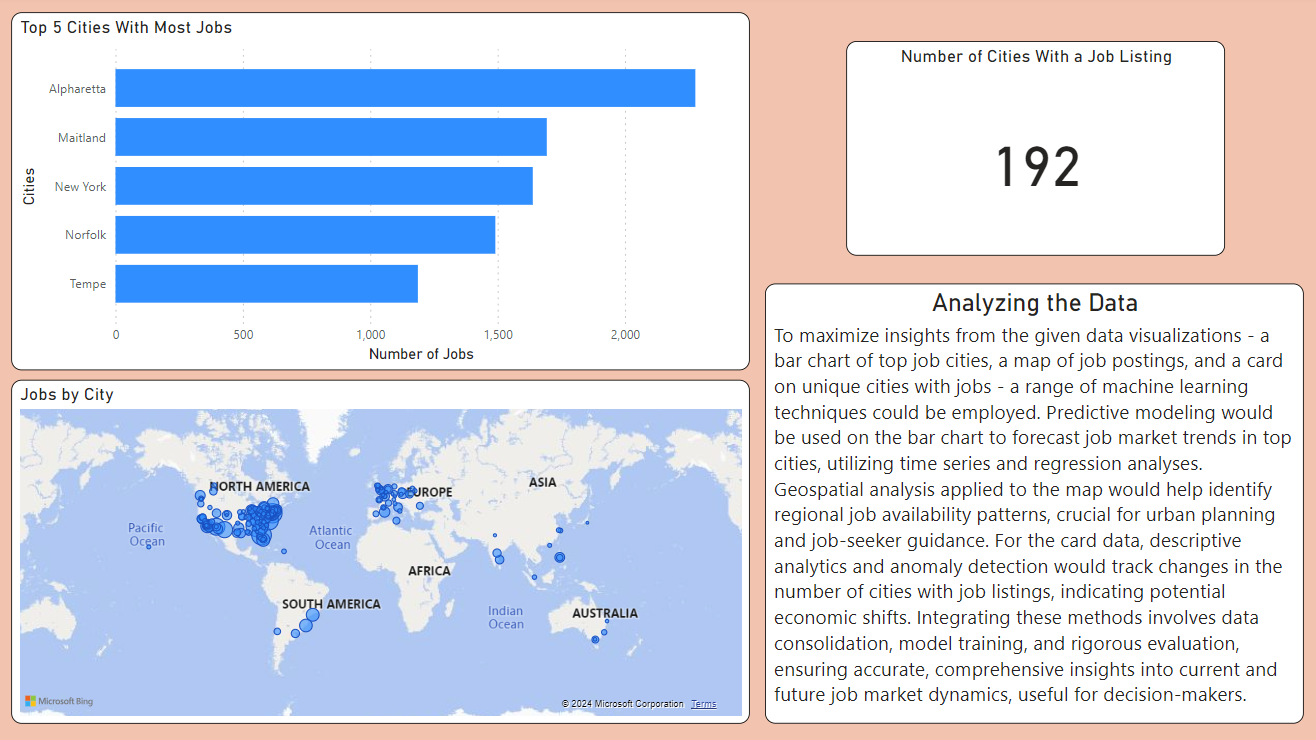 Top 5 Cities With Most Jobs
Cities
Alpharetta
Maitland
New York
Norfolk
Tempe
0 500 1,000 1,500 2,000
Number of Jobs
Number of Cities With a Job Listing
192
Jobs by City
NORTH AMERICA
EUROPE
ASIA
Pacific
Ocean
Atlantic
Ocean
AFRICA
SOUTH AMERICA
Indian
Ocean
AUSTRALIA
Microsoft Bing
© 2024 Microsoft Corporation Terms
Analyzing the Data
To maximize insights from the given data visualizations - a
bar chart of top job cities, a map of job postings, and a card
on unique cities with jobs - a range of machine learning
techniques could be employed. Predictive modeling would
be used on the bar chart to forecast job market trends in top
cities, utilizing time series and regression analyses.
Geospatial analysis applied to the map would help identify
regional job availability patterns, crucial for urban planning
and job-seeker guidance. For the card data, descriptive
analytics and anomaly detection would track changes in the
number of cities with job listings, indicating potential
economic shifts. Integrating these methods involves data
consolidation, model training, and rigorous evaluation,
ensuring accurate, comprehensive insights into current and
future job market dynamics, useful for decision-makers.